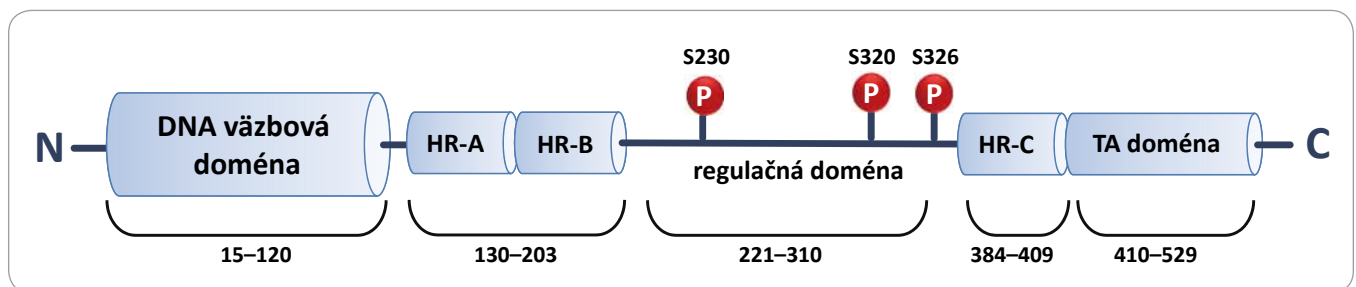 S230 S320 S326
P P P
N DNA väzbová doména HR-A HR-B HR-C TA doména C
regulačná doména
15–120 130–203 221–310 384–409 410–529